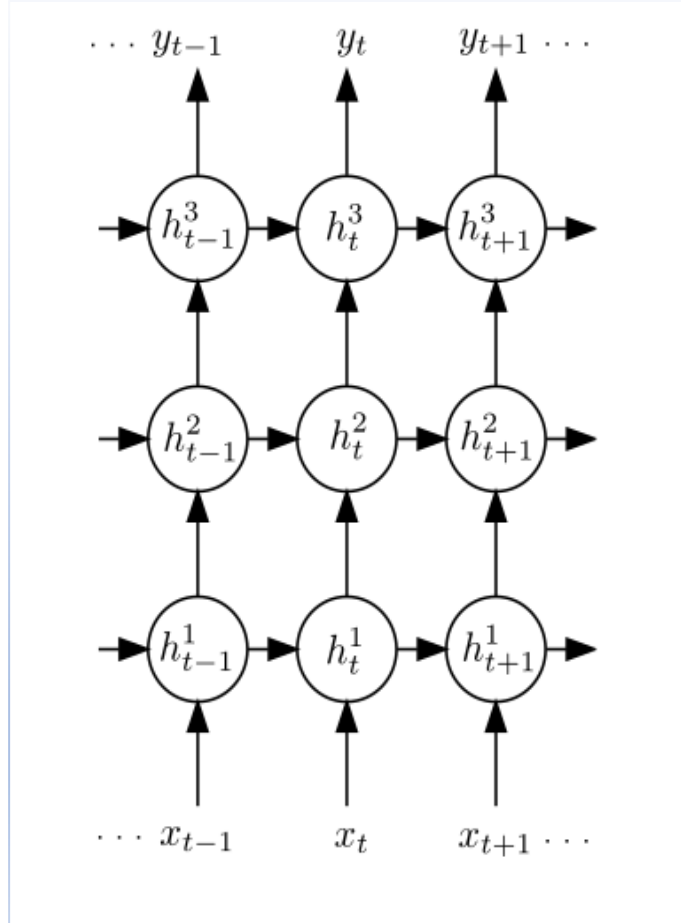 ··· y_{t−1} y_t y_{t+1} ···
h^3_{t−1} h^3_t h^3_{t+1}
h^2_{t−1} h^2_t h^2_{t+1}
h^1_{t−1} h^1_t h^1_{t+1}
··· x_{t−1} x_t x_{t+1} ···